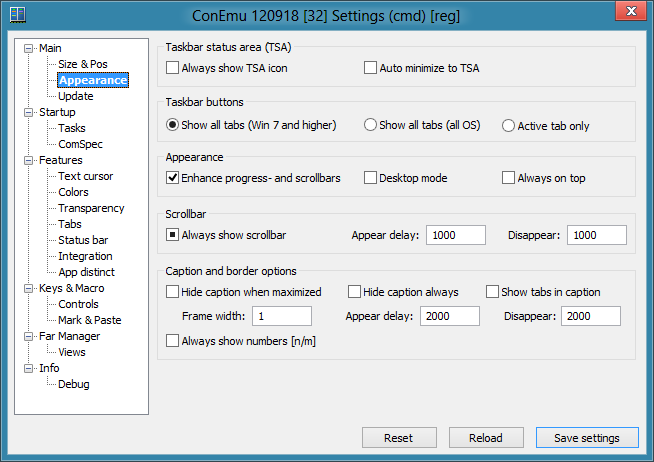 ConEmu 120918 [32] Settings (cmd) [reg]
Main
Size & Pos
Appearance
Update
Startup
Tasks
ComSpec
Features
Text cursor
Colors
Transparency
Tabs
Status bar
Integration
App distinct
Keys & Macro
Controls
Mark & Paste
Far Manager
Views
Info
Debug
Taskbar status area (TSA)
Always show TSA icon Auto minimize to TSA
Taskbar buttons
Show all tabs (Win 7 and higher) Show all tabs (all OS) Active tab only
Appearance
Enhance progress- and scrollbars Desktop mode Always on top
Scrollbar
Always show scrollbar Appear delay: 1000 Disappear: 1000
Caption and border options
Hide caption when maximized Hide caption always Show tabs in caption
Frame width: 1 Appear delay: 2000 Disappear: 2000
Always show numbers [n/m]
Reset Reload Save settings